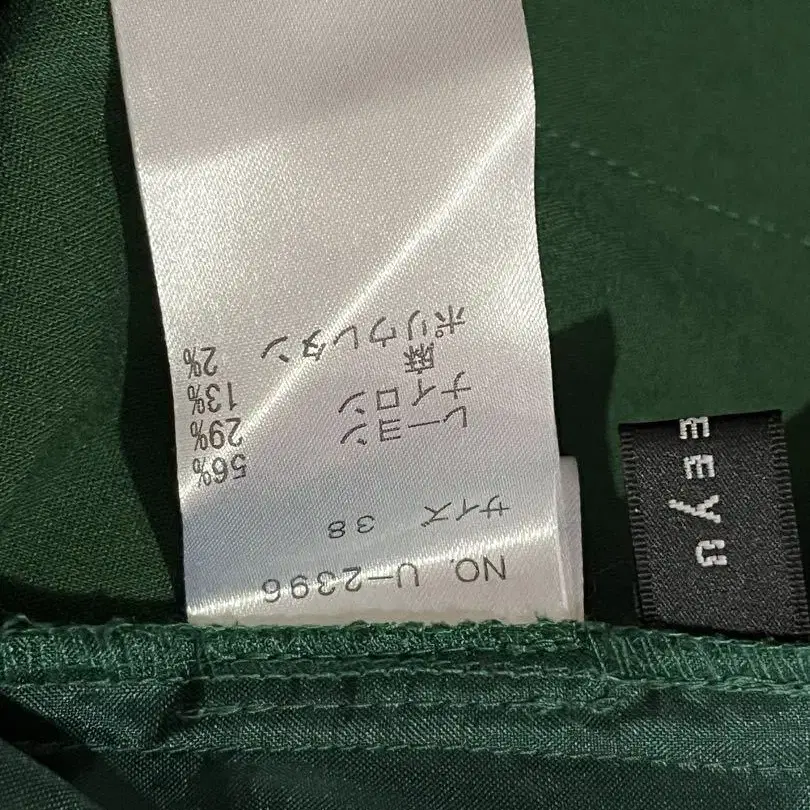 NO. U-2396
サイズ 38
レーヨン 56%
ナイロン 29%
麻 13%
ポリウレタン 2%
eeyu